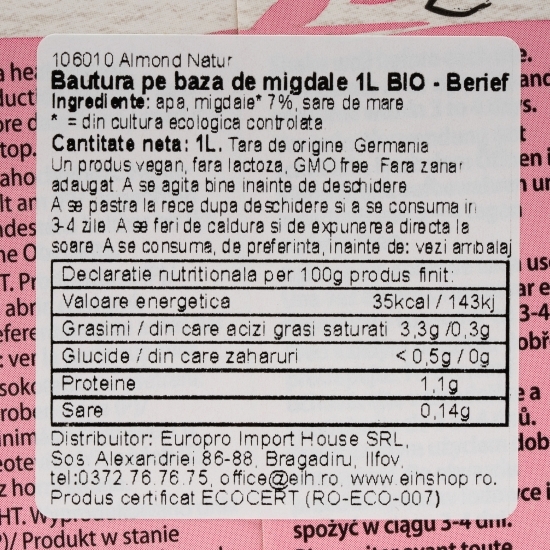 106010 Almond Natur
Bautura pe baza de migdale 1L BIO - Berief
Ingrediente: apa, migdale* 7%, sare de mare
* = din cultura ecologica controlata
Cantitate neta: 1L. Tara de origine Germania
Un produs vegan, fara lactoza, GMO free Fara zahar
adaugat A se agita bine inainte de deschidere
A se pastra la rece dupa deschidere si a se consuma in
3-4 zile A se feri de caldura si de expunerea directa la
soare A se consuma, de preferinta, inainte de: vezi ambalaj
Declaratie nutritionala per 100g produs finit:
Valoare energetica 35kcal / 143kj
Grasimi / din care acizi grasi saturati 3,3g /0,3g
Glucide / din care zaharuri <0,5g / 0g
Proteine 1,1g
Sare 0,14g
Distribuitor: Europro Import House SRL,
Sos. Alexandriei 86-88, Bragadiru, Ilfov,
tel:0372.76.76.75, office@eih.ro, www.eihshop.ro.
Produs certificat ECOCERT (RO-ECO-007)
P)/ Produkt w stanie
spożyć w ciągu 3-4 dni.